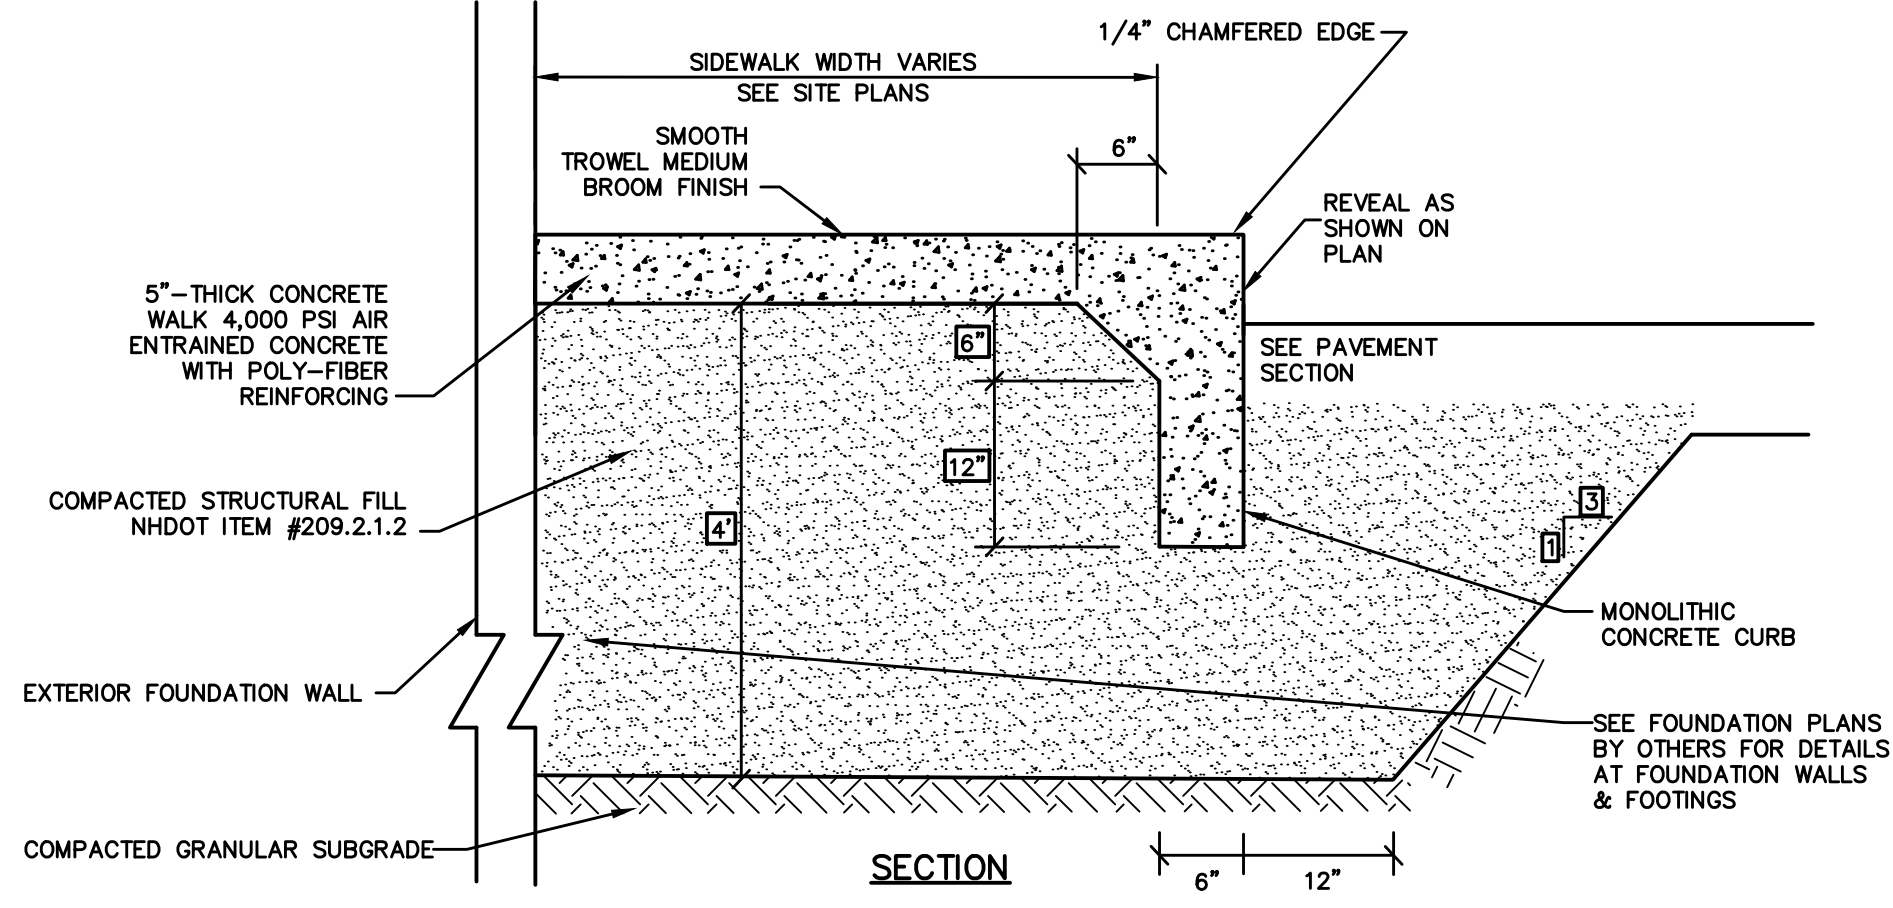 1/4" CHAMFERED EDGE
SIDEWALK WIDTH VARIES
SEE SITE PLANS
SMOOTH
TROWEL MEDIUM
BROOM FINISH
6"
REVEAL AS
SHOWN ON
PLAN
5"-THICK CONCRETE
WALK 4,000 PSI AIR
ENTRAINED CONCRETE
WITH POLY-FIBER
REINFORCING
6"
SEE PAVEMENT
SECTION
12"
COMPACTED STRUCTURAL FILL
NHDOT ITEM #209.2.1.2
4'
3
1
MONOLITHIC
CONCRETE CURB
EXTERIOR FOUNDATION WALL
SEE FOUNDATION PLANS
BY OTHERS FOR DETAILS
AT FOUNDATION WALLS
& FOOTINGS
COMPACTED GRANULAR SUBGRADE
SECTION
6"
12"